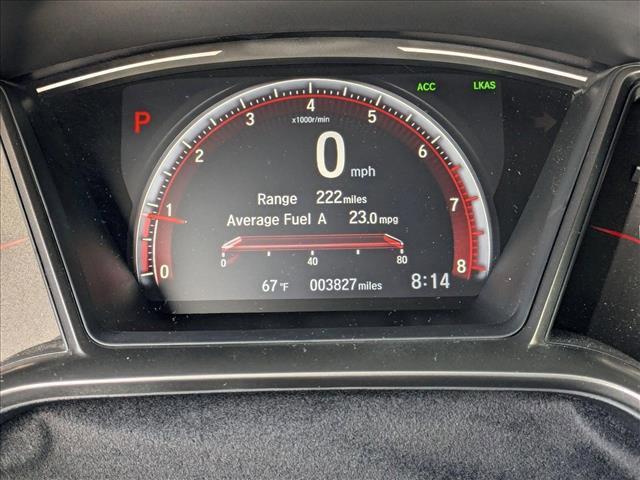 ACC LKAS
P
x1000r/min
0 1 2 3 4 5 6 7 8
0 mph
Range 222 miles
Average Fuel A 23.0 mpg
0 40 80
67°F 003827 miles 8:14